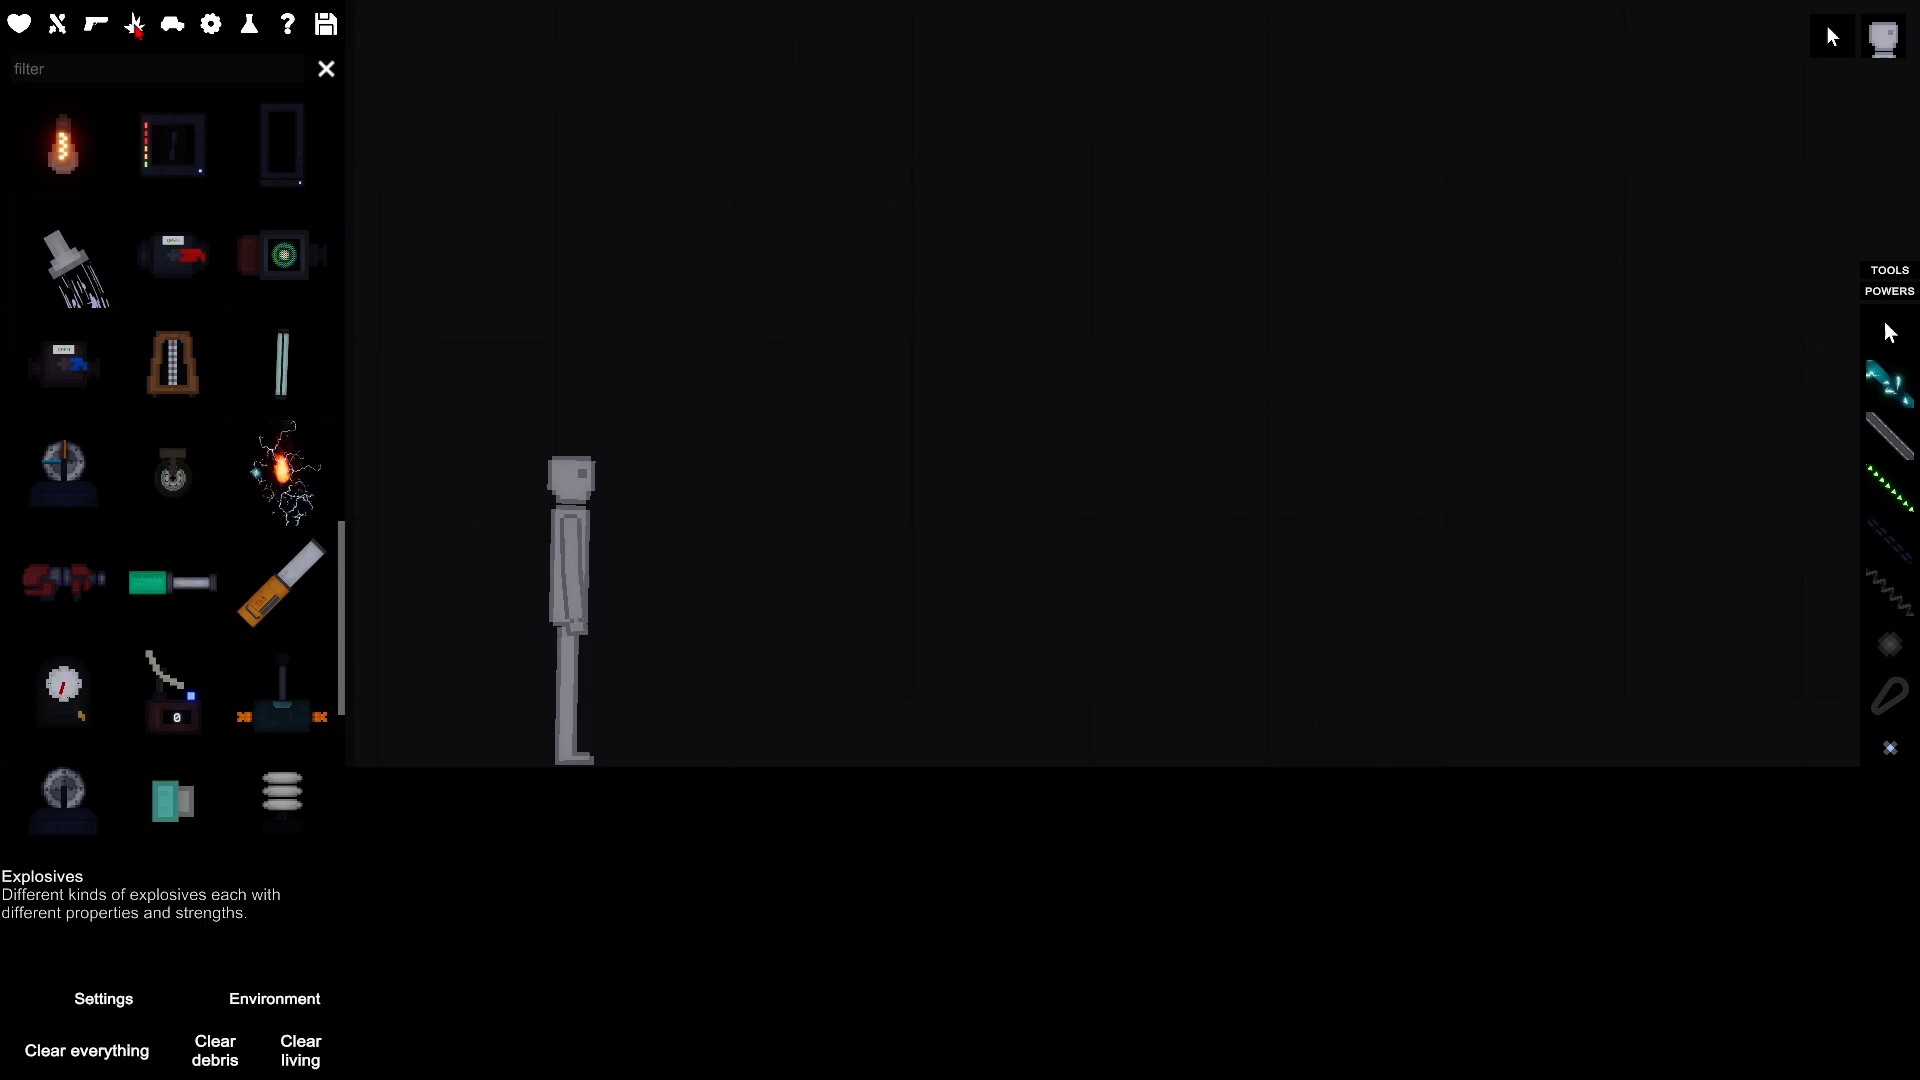 filter
TOOLS
POWERS
0
Explosives
Different kinds of explosives each with
different properties and strengths.
Settings
Environment
Clear everything
Clear
debris
Clear
living